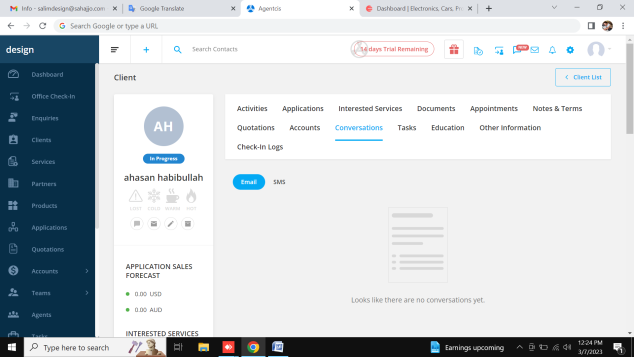 Info - salimdesign@sahajjo.com
Google Translate
Agentcis
Dashboard | Electronics, Cars, Fr
Search Google or type a URL
design
Search Contacts
14 days Trial Remaining
NEW
Dashboard
Office Check-In
Enquiries
Clients
Services
Partners
Products
Applications
Quotations
Accounts
Teams
Agents
Tasks
Client
Client List
AH
In Progress
ahasan habibullah
LOST COLD WARM HOT
APPLICATION SALES
FORECAST
0.00 USD
0.00 AUD
INTERESTED SERVICES
Activities Applications Interested Services Documents Appointments Notes & Terms
Quotations Accounts Conversations Tasks Education Other Information
Check-In Logs
Email SMS
Looks like there are no conversations yet.
Type here to search
Earnings upcoming
12:24 PM
3/7/2023